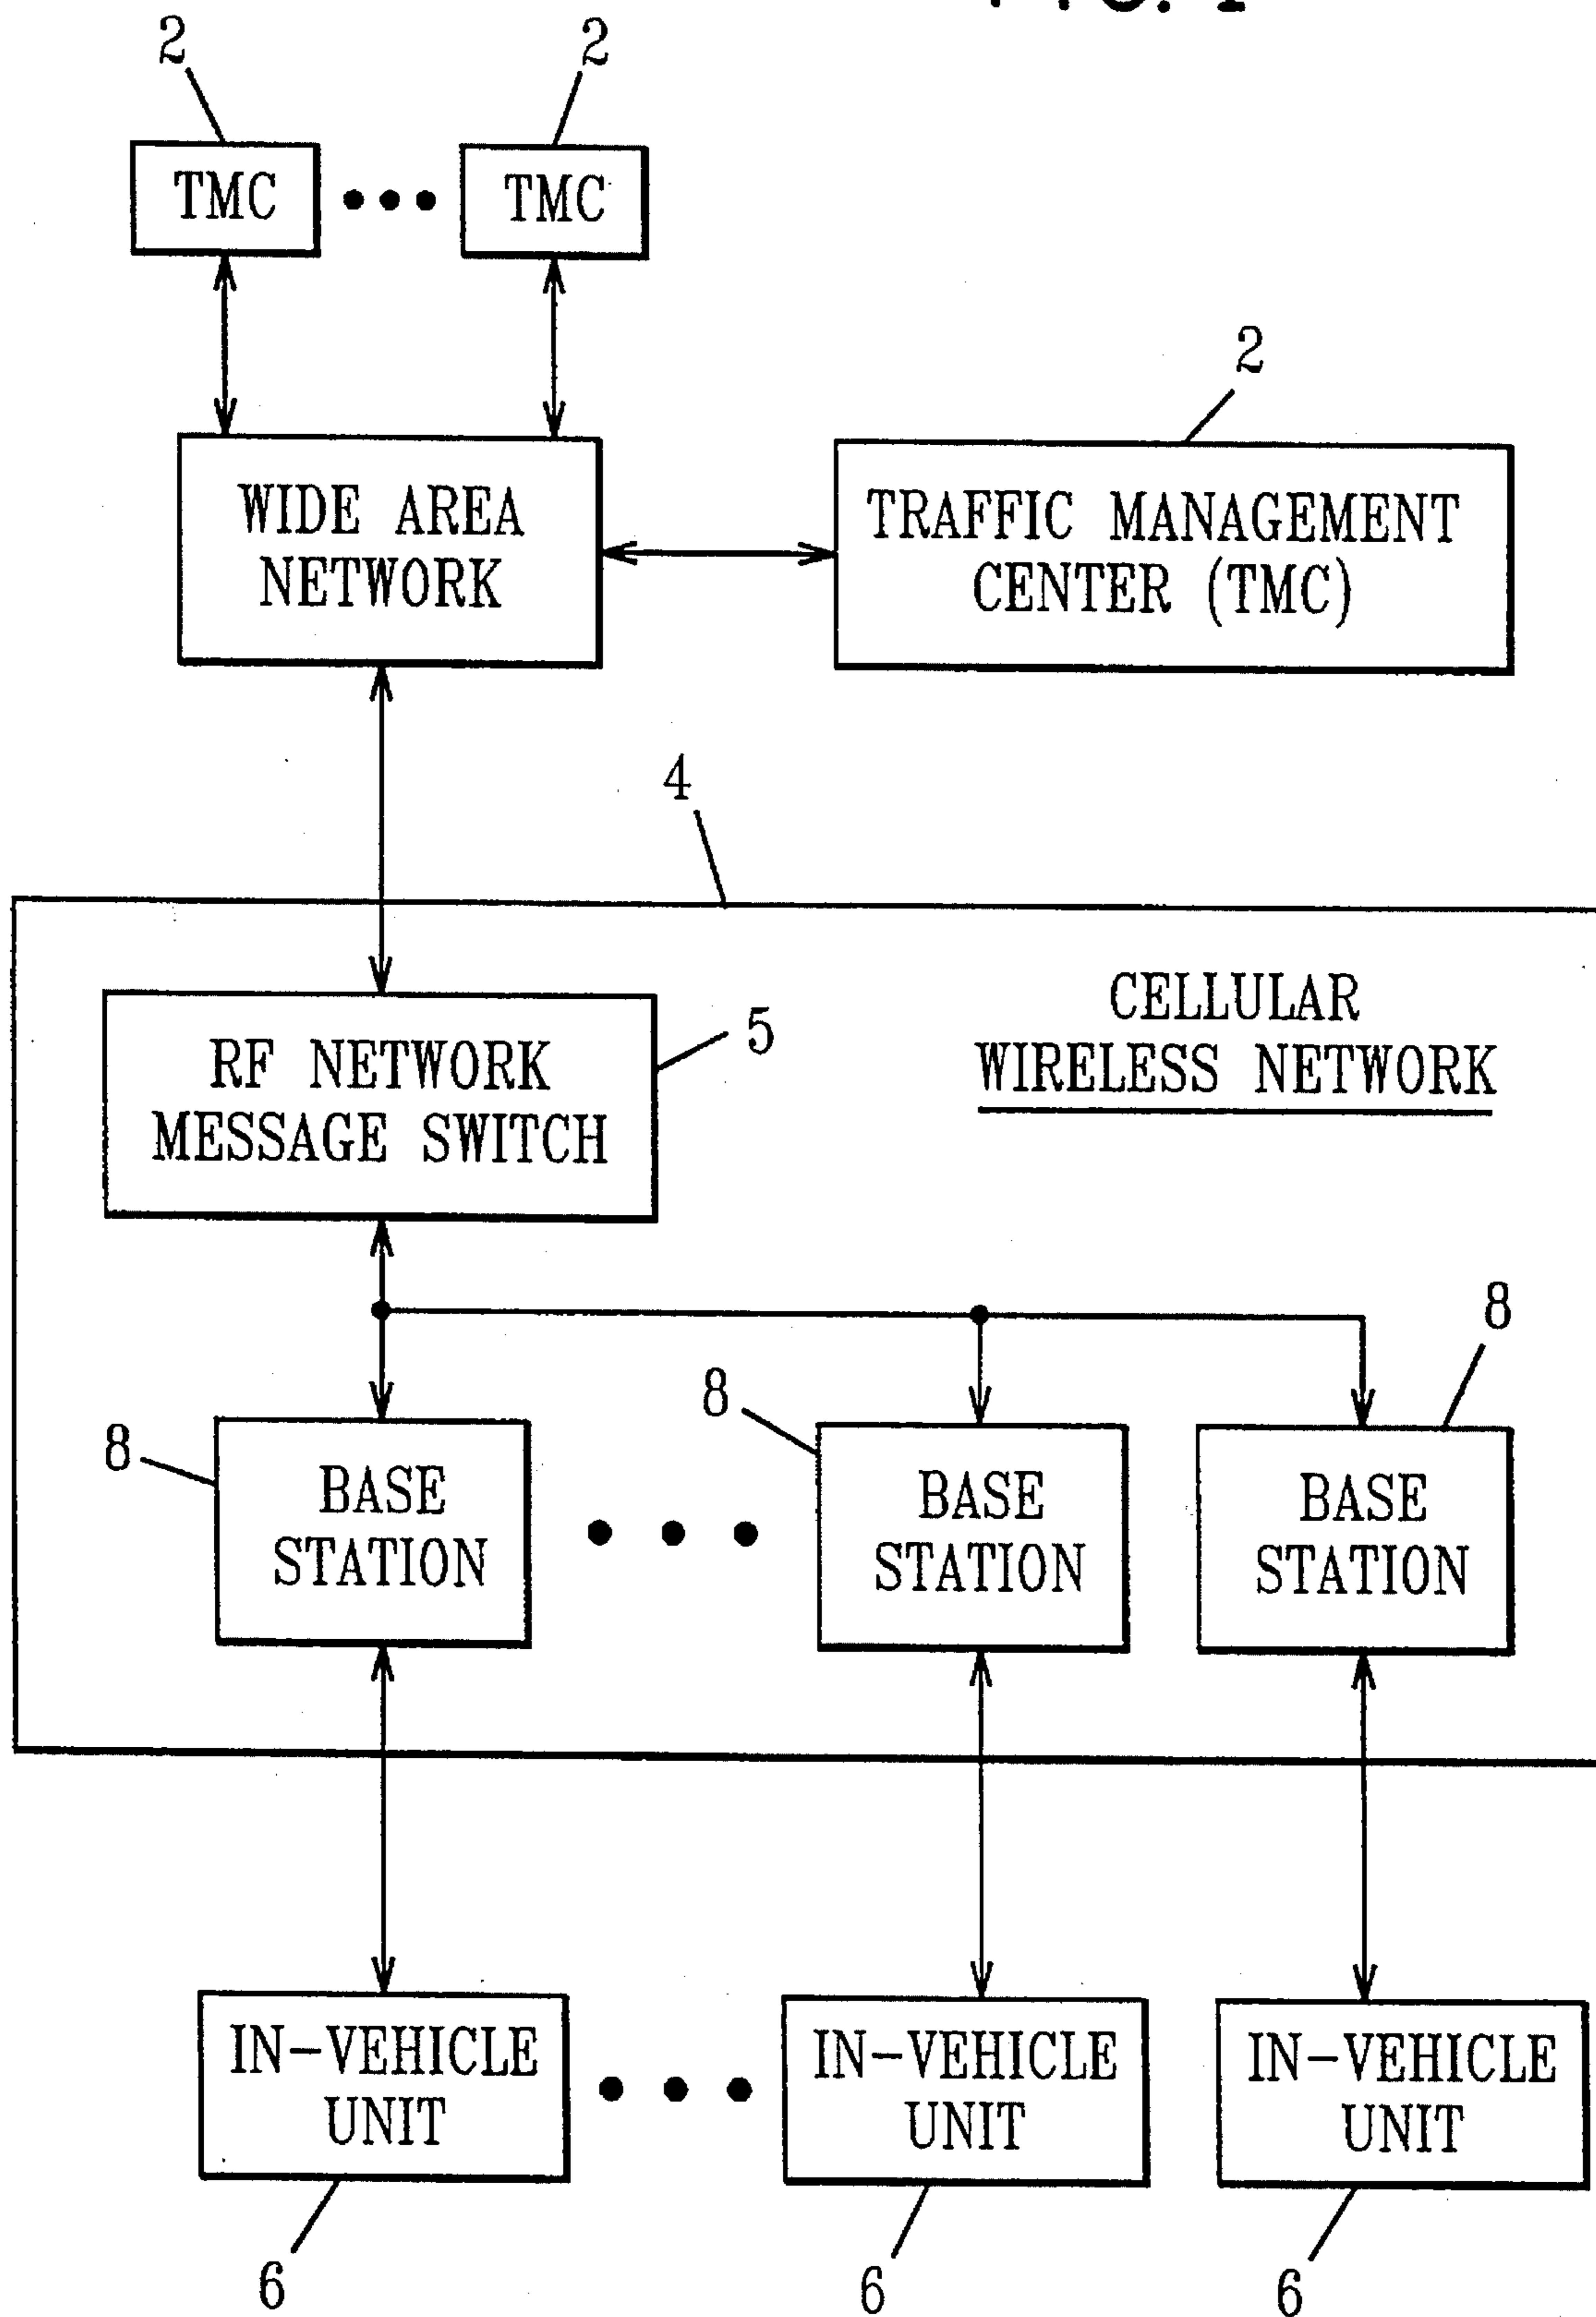 2
2
TMC
TMC
2
WIDE AREA
NETWORK
TRAFFIC MANAGEMENT
CENTER (TMC)
4
CELLULAR
WIRELESS NETWORK
RF NETWORK
MESSAGE SWITCH
5
8
8
8
BASE
STATION
BASE
STATION
BASE
STATION
IN-VEHICLE
UNIT
IN-VEHICLE
UNIT
IN-VEHICLE
UNIT
6
6
6